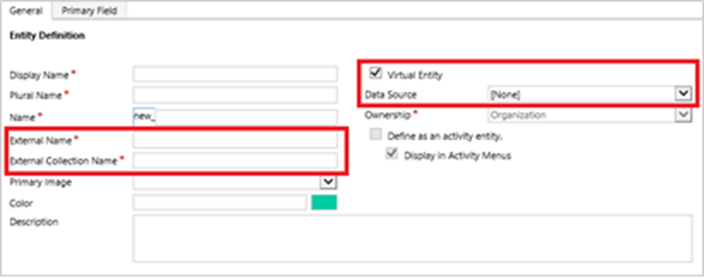 General Primary Field
Entity Definition
Display Name *
Plural Name *
Name * new_
External Name *
External Collection Name *
Primary Image
Color
Description
Virtual Entity
Data Source [None]
Ownership * Organization
Define as an activity entity.
Display in Activity Menus